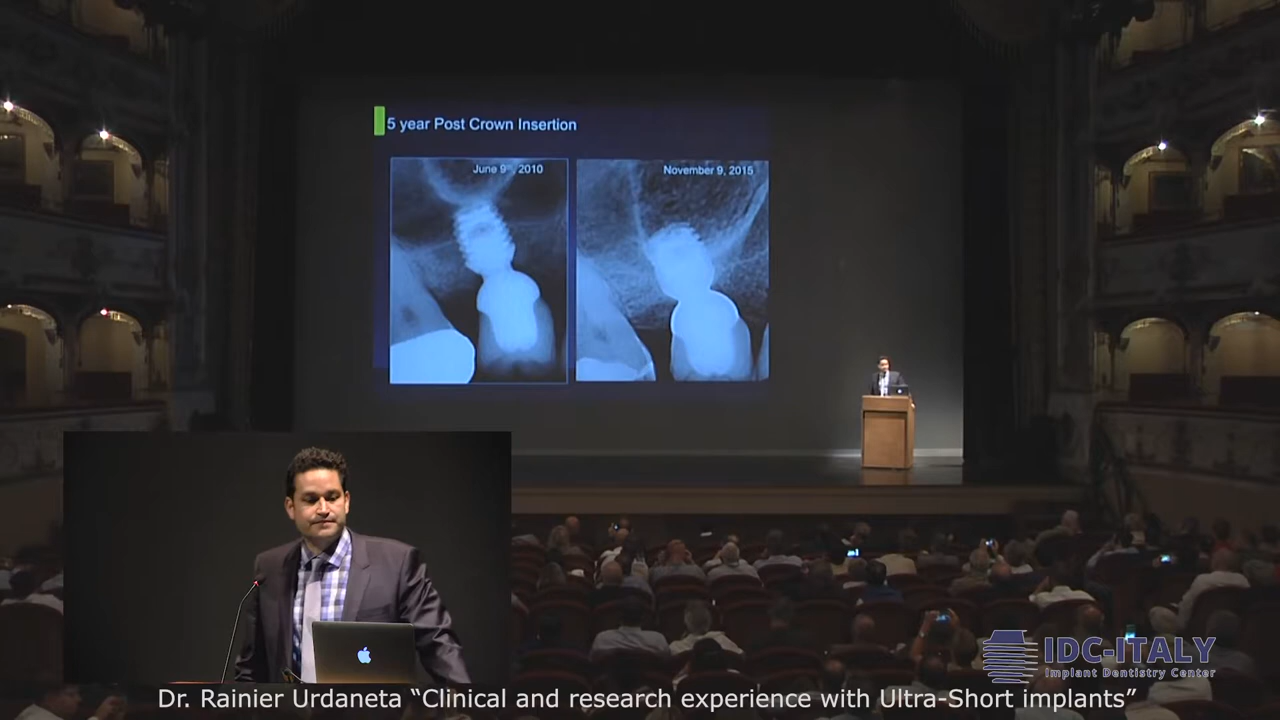 5 year Post Crown Insertion
June 9th, 2010
November 9, 2015
IDC-ITALY
Implant Dentistry Center
Dr. Rainier Urdaneta “Clinical and research experience with Ultra-Short implants”